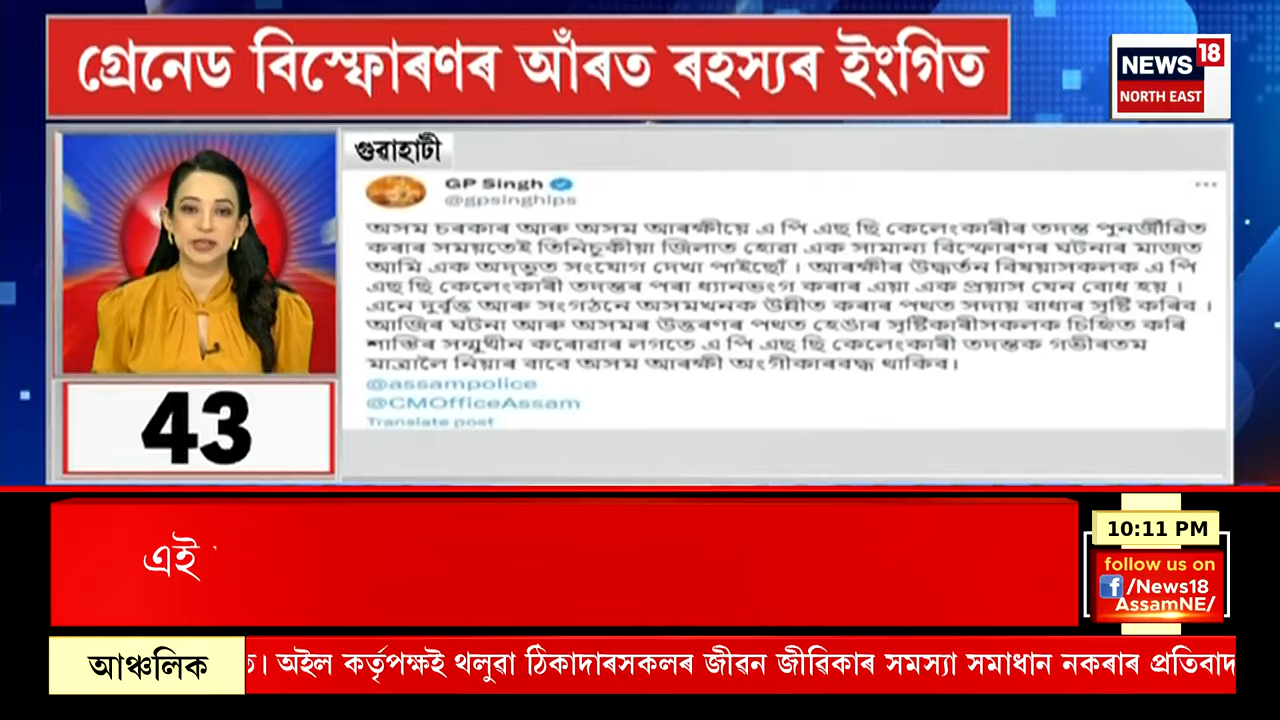 গ্ৰেনেড বিস্ফোৰণৰ আঁৰত ৰহস্যৰ ইংগিত
NEWS 18
NORTH EAST
গুৱাহাটী
GP Singh
@gpsinghips
অসম চৰকাৰ আৰু অসম আৰক্ষীয়ে এ পি এছ ছি কেলেংকাৰীৰ তদন্ত পুনৰ্জীৱিত
কৰাৰ সময়তেই তিনিচুকীয়া জিলাত হোৱা এক সামান্য বিস্ফোৰণৰ ঘটনাৰ মাজত
আমি এক অদ্ভুত সংযোগ দেখা পাইছোঁ । আৰক্ষীৰ উৰ্দ্ধতন বিষয়াসকলক এ পি
এছ ছি কেলেংকাৰী তদন্তৰ পৰা ধ্যানভংগ কৰাৰ এয়া এক প্ৰয়াস যেন বোধ হয় ।
এনে দুৰ্বৃত্ত আৰু সংগঠনে অসমখনক উন্নীত কৰাৰ পথত সদায় বাধাৰ সৃষ্টি কৰিব ।
আজিৰ ঘটনা আৰু অসমৰ উত্তৰণৰ পথত হেঙাৰ সৃষ্টিকাৰীসকলক চিহ্নিত কৰি
শাস্তিৰ সন্মুখীন কৰোৱাৰ লগতে এ পি এছ ছি কেলেংকাৰী তদন্তক গভীৰতম
মাত্ৰালৈ নিয়াৰ বাবে অসম আৰক্ষী অংগীকাৰবদ্ধ থাকিব।
@assampolice
@CMOfficeAssam
Translate post
43
এই
10:11 PM
follow us on
/News18
AssamNE/
আঞ্চলিক
। অইল কৰ্তৃপক্ষই থলুৱা ঠিকাদাৰসকলৰ জীৱন জীৱিকাৰ সমস্যা সমাধান নকৰাৰ প্ৰতিবাদ